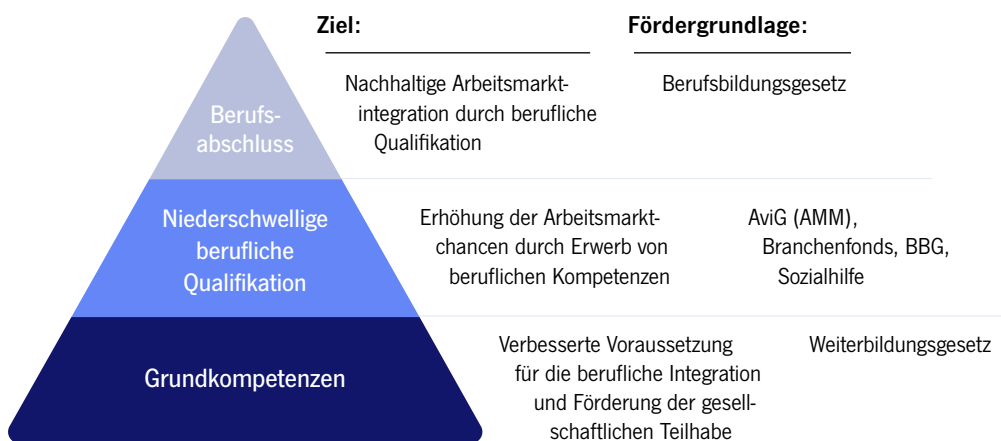 Ziel:
Fördergrundlage:
Berufs-
abschluss
Nachhaltige Arbeitsmarkt-
integration durch berufliche
Qualifikation
Berufsbildungsgesetz
Niederschwellige
berufliche
Qualifikation
Erhöhung der Arbeitsmarkt-
chancen durch Erwerb von
beruflichen Kompetenzen
AviG (AMM),
Branchenfonds, BBG,
Sozialhilfe
Grundkompetenzen
Verbesserte Voraussetzung
für die berufliche Integration
und Förderung der gesell-
schaftlichen Teilhabe
Weiterbildungsgesetz